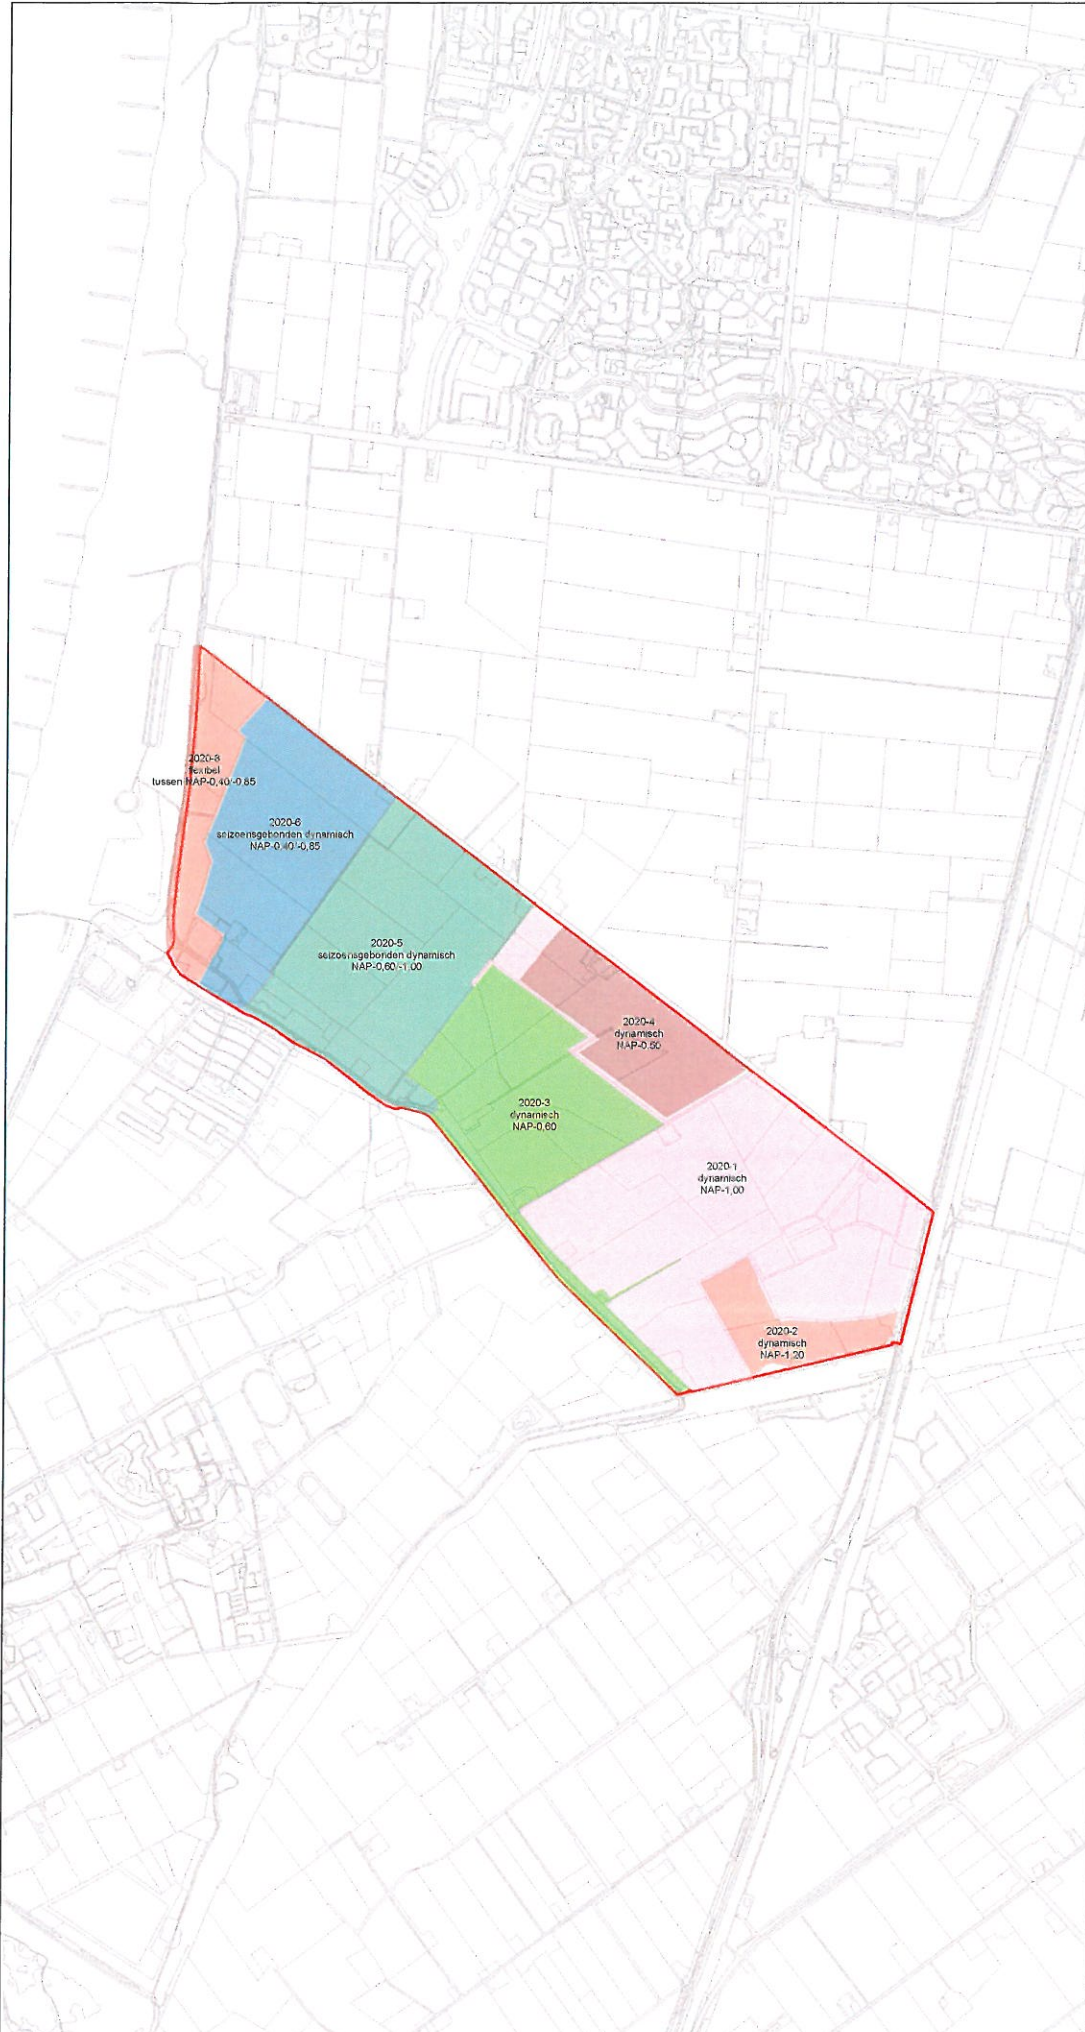 2020-8
flexibel
tussen NAP-0,40/-0,85
2020-6
seizoensgebonden dynamisch
NAP-0,40/-0,85
2020-5
seizoensgebonden dynamisch
NAP-0,60/-1,00
2020-4
dynamisch
NAP-0,50
2020-3
dynamisch
NAP-0,60
2020-1
dynamisch
NAP-1,00
2020-2
dynamisch
NAP-1,20